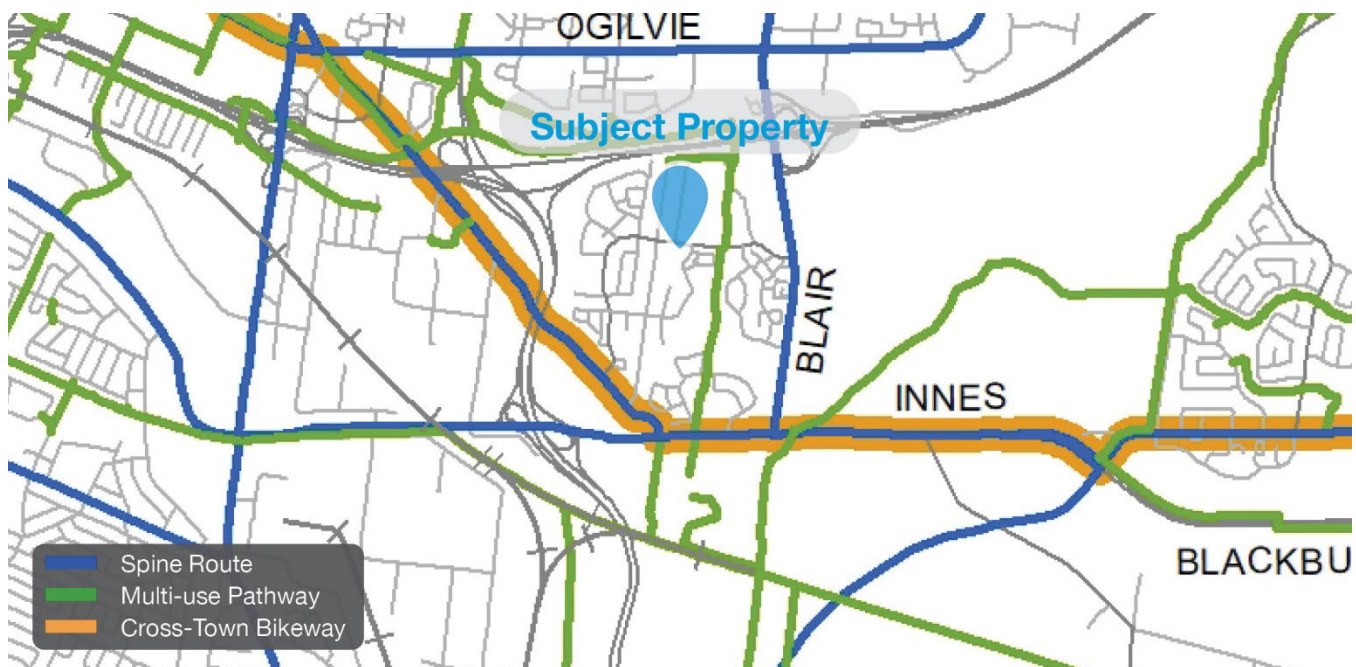 OGILVIE
Subject Property
BLAIR
INNES
BLACKBU
Spine Route
Multi-use Pathway
Cross-Town Bikeway